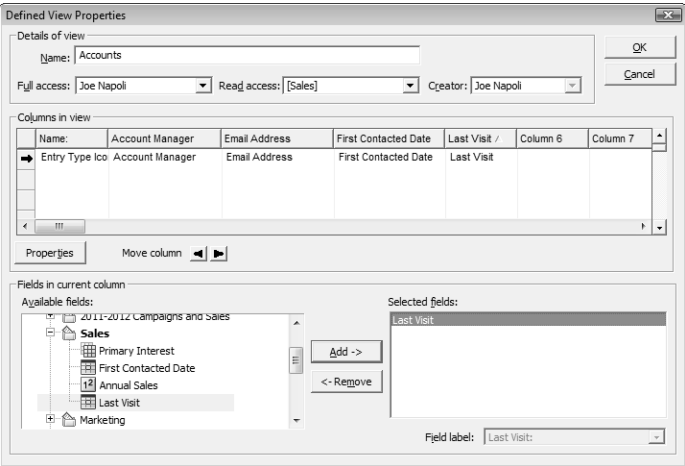 Defined View Properties
Details of view
Name: Accounts
OK
Full access: Joe Napoli Read access: [Sales] Creator: Joe Napoli
Cancel
Columns in view
Name: Account Manager Email Address First Contacted Date Last Visit / Column 6 Column 7
Entry Type Ico Account Manager Email Address First Contacted Date Last Visit
Properties Move column
Fields in current column
Available fields: Selected fields:
2011-2012 Campaigns and Sales
Last Visit
Sales
Primary Interest
Add ->
First Contacted Date
12 Annual Sales
<- Remove
Last Visit
Marketing
Field label: Last Visit: